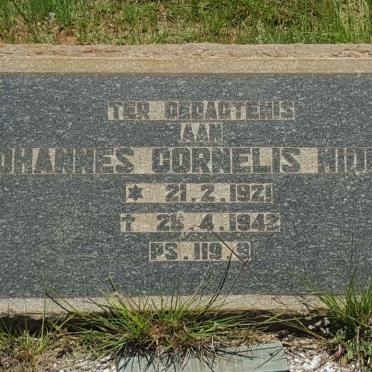 TER GEDAGTENIS
AAN
OHANNES CORNELIS
* 21.2.1921
† 26.4.1942
PS.119.9